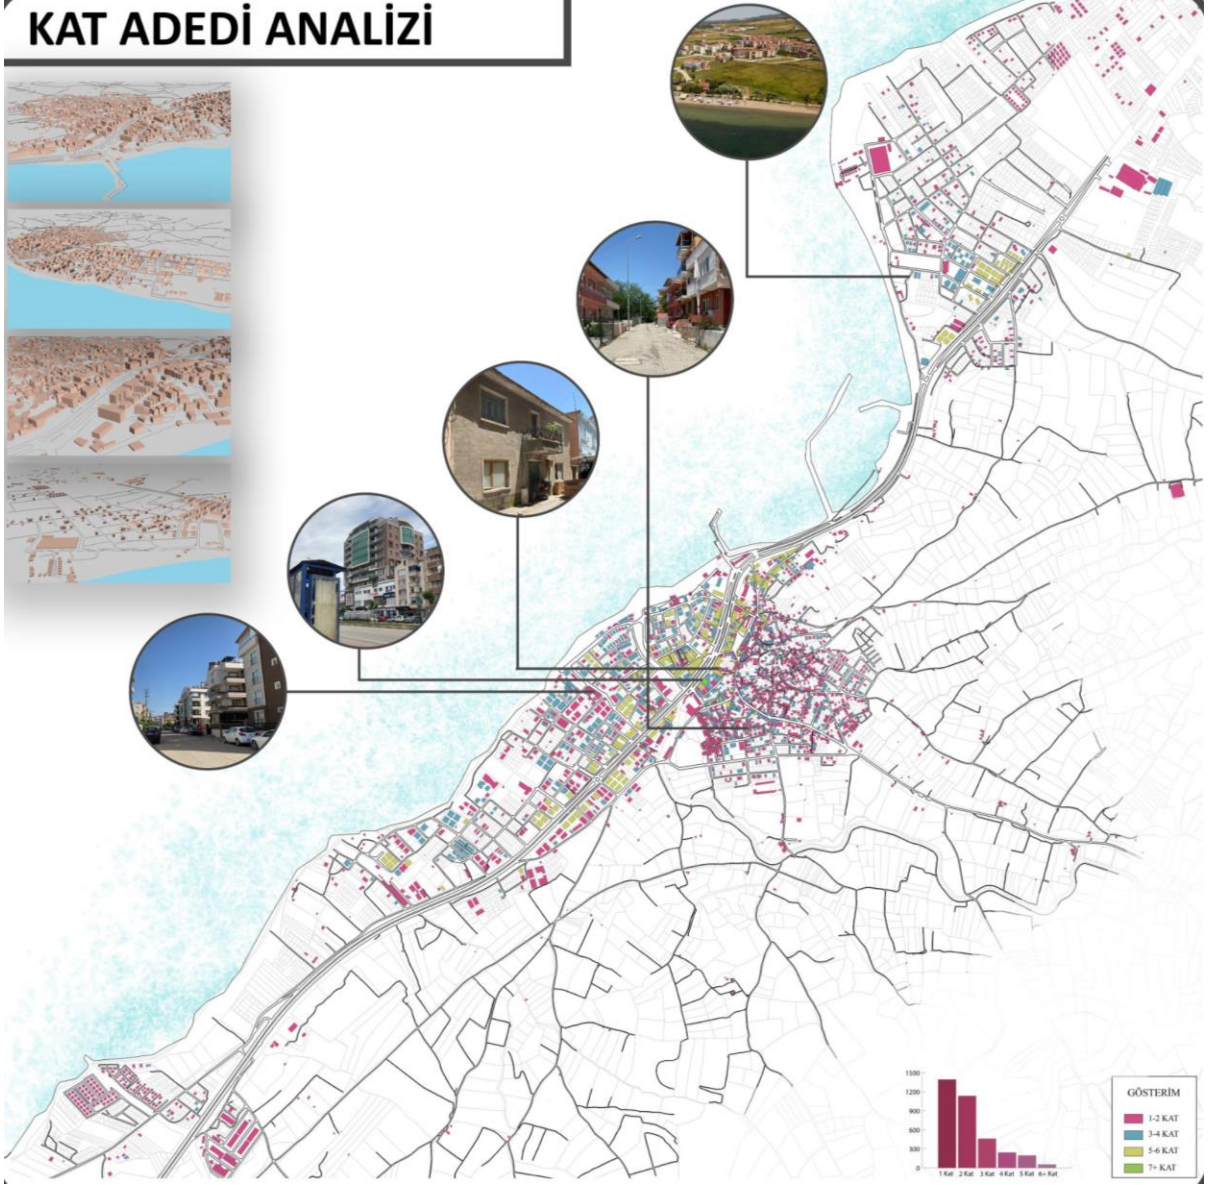 KAT ADEDİ ANALİZİ
1500
1200
900
600
300
0
1 Kat 2 Kat 3 Kat 4 Kat 5 Kat 6+ Kat
GÖSTERİM
1-2 KAT
3-4 KAT
5-6 KAT
7+ KAT